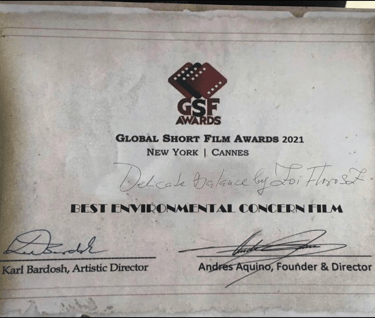 GSF
AWARDS
GLOBAL SHORT FILM AWARDS 2021
NEW YORK | CANNES
Delicate Balance by
BEST ENVIRONMENTAL CONCERN FILM
Karl Bardosh, Artistic Director
Andres Aquino, Founder & Director